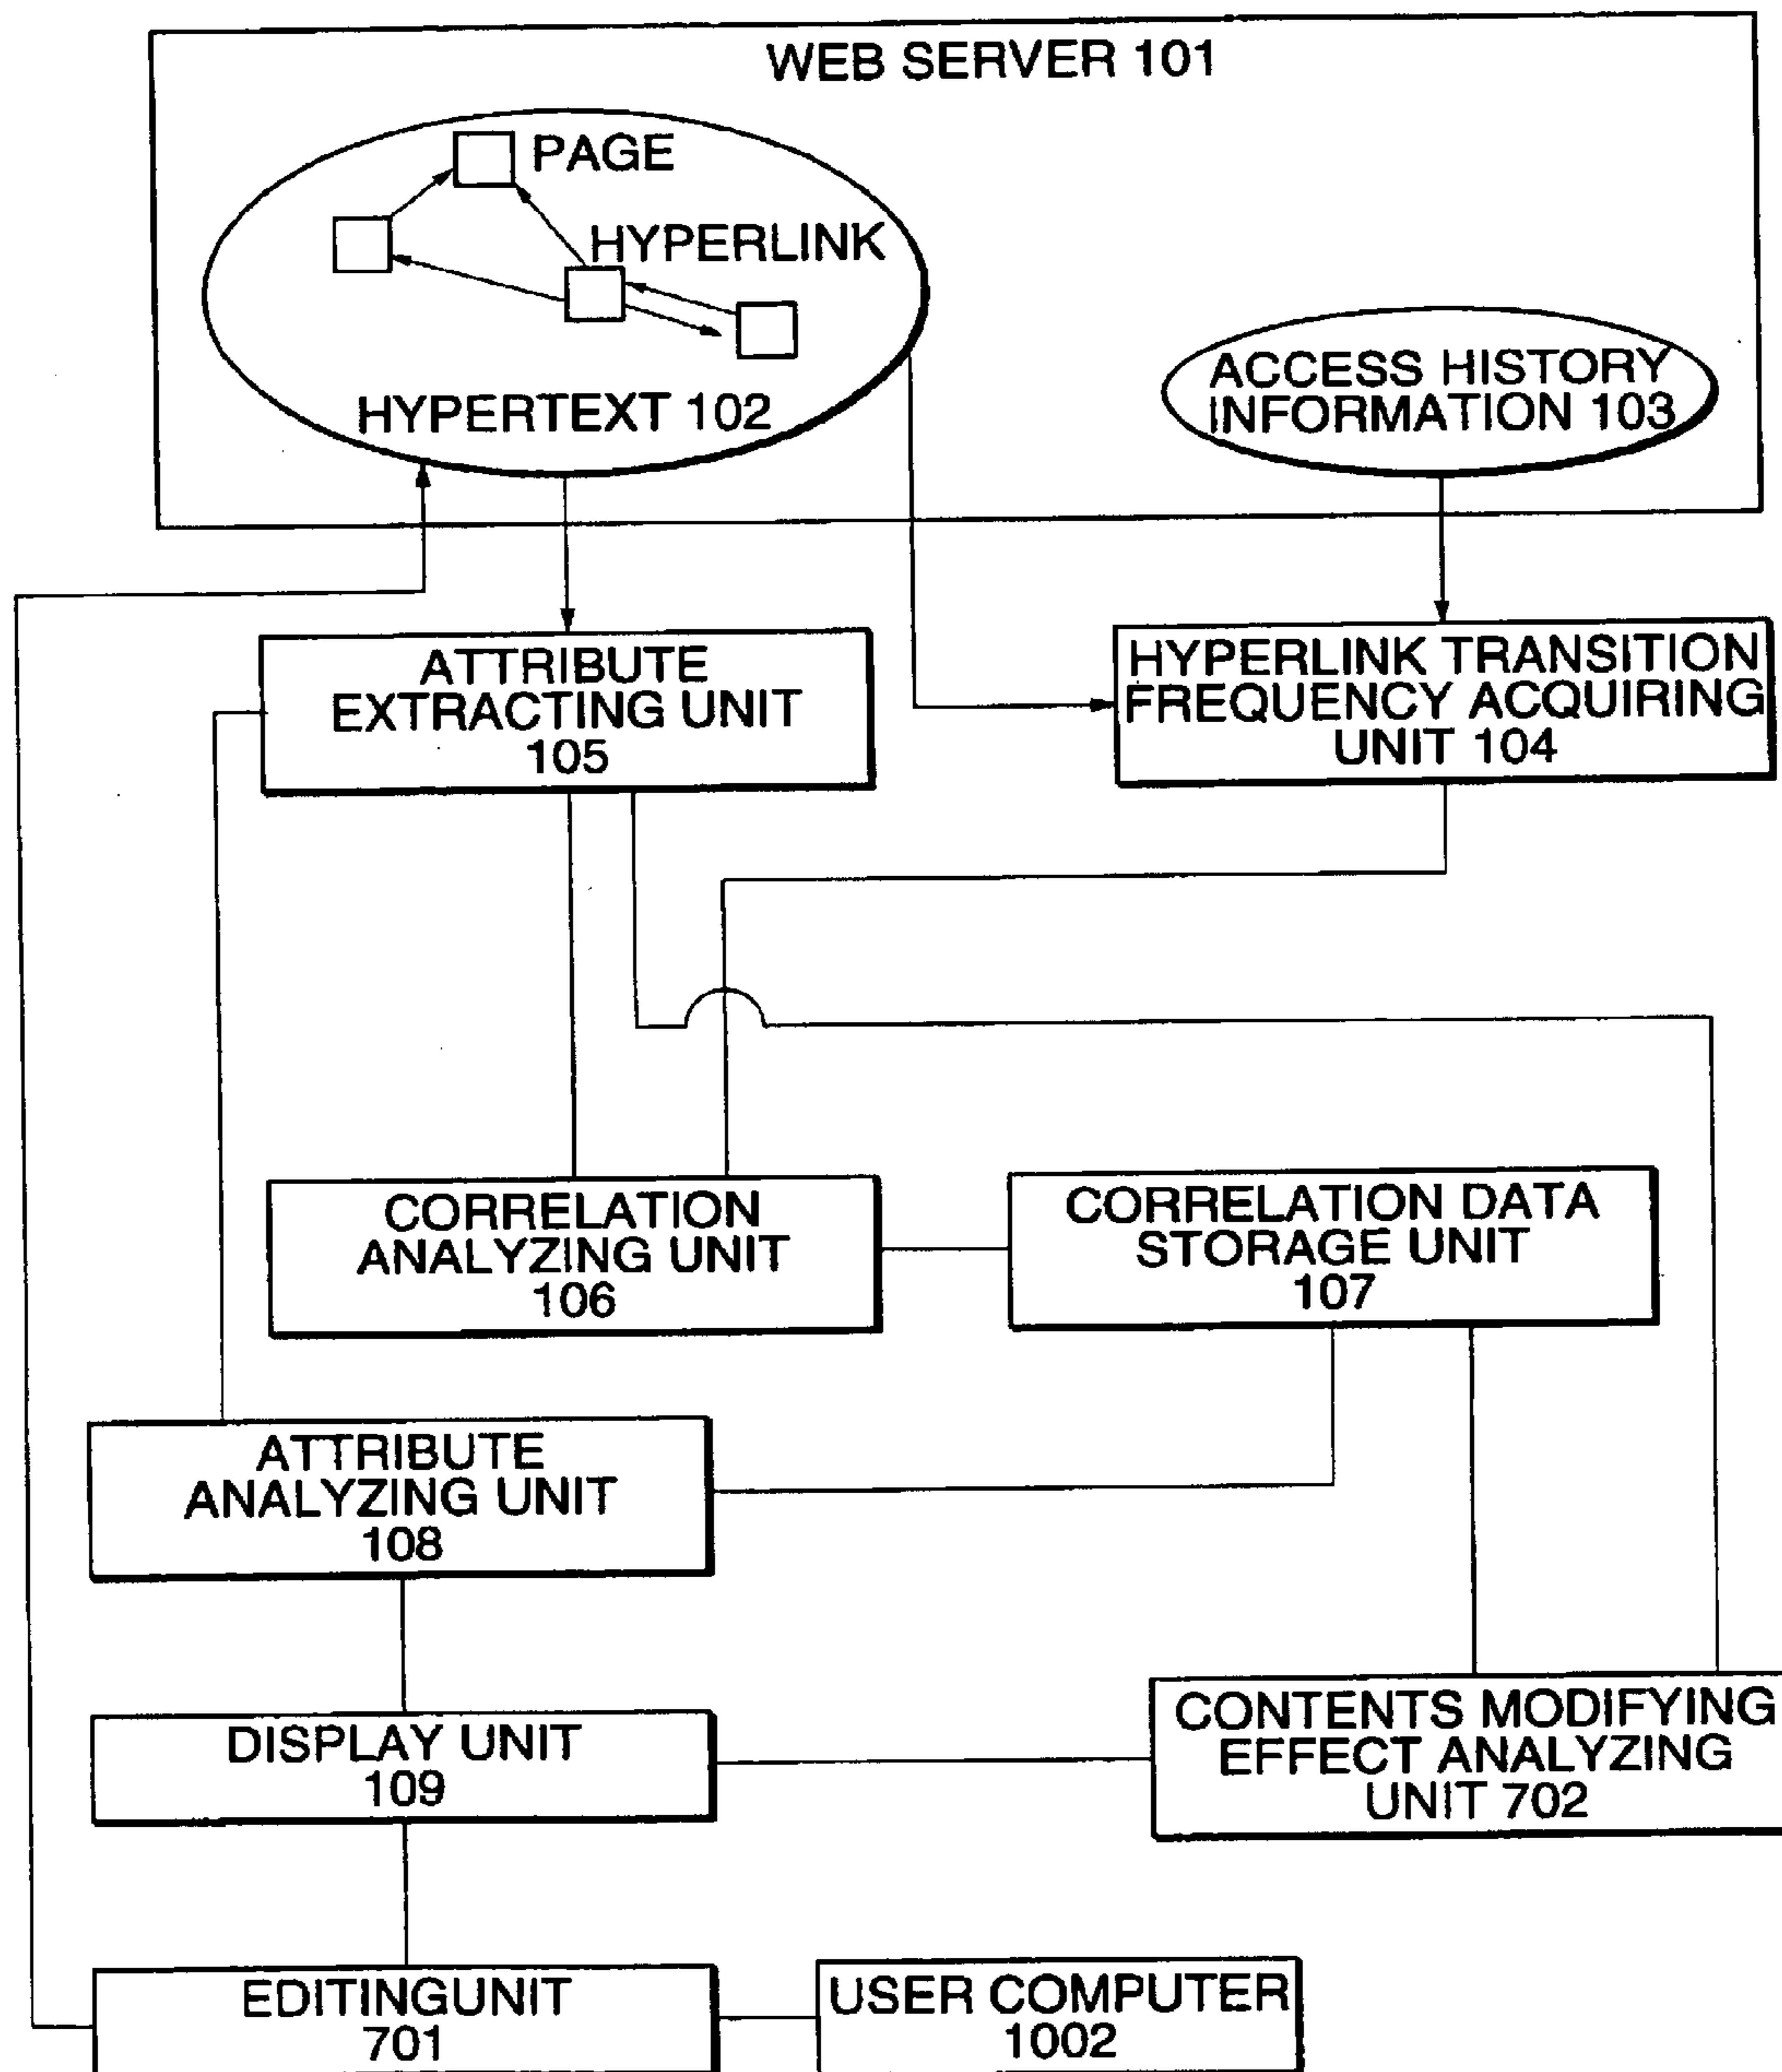 WEB SERVER 101
PAGE
HYPERLINK
HYPERTEXT 102
ACCESS HISTORY
INFORMATION 103
ATTRIBUTE
EXTRACTING UNIT
105
HYPERLINK TRANSITION
FREQUENCY ACQUIRING
UNIT 104
CORRELATION
ANALYZING UNIT
106
CORRELATION DATA
STORAGE UNIT
107
ATTRIBUTE
ANALYZING UNIT
108
DISPLAY UNIT
109
CONTENTS MODIFYING
EFFECT ANALYZING
UNIT 702
EDITINGUNIT
701
USER COMPUTER
1002